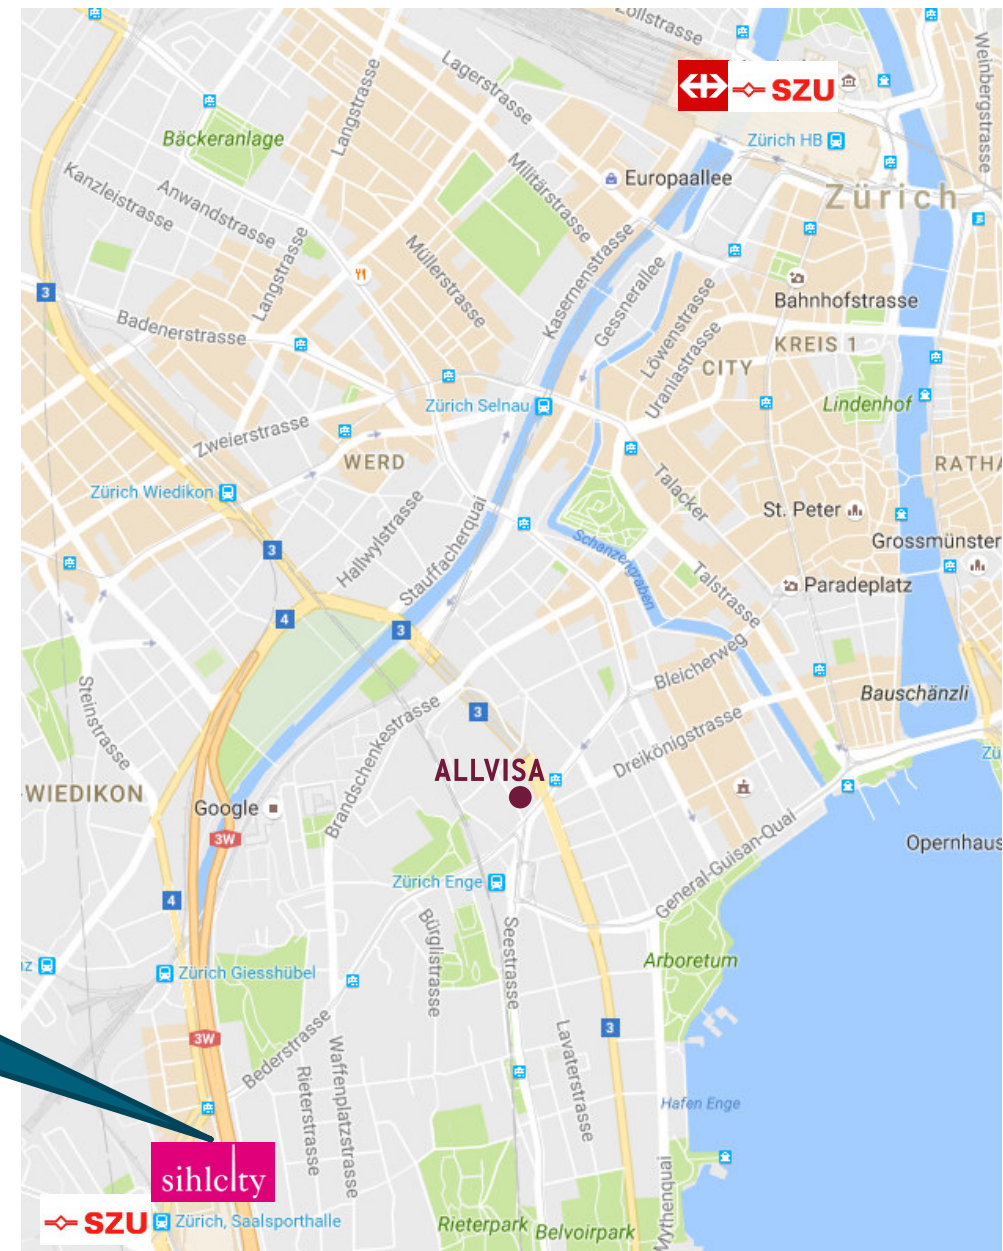 Zollstrasse
Weinbergstrasse
Lagerstrasse
Langstrasse
SZU
Bäckeranlage
Zürich HB
Militärstrasse
Europaallee
Kanzleistrasse
Anwandstrasse
Zürich
Müllerstrasse
Kasernenstrasse
Gessnerallee
Langstrasse
3
Bahnhofstrasse
Löwenstrasse
Badenerstrasse
Uraniastrasse
KREIS 1
CITY
Zürich Selnau
Lindenhof
Zweierstrasse
WERD
RATHA
Talacker
Zürich Wiedikon
St. Peter
Hallwylstrasse
Stauffacherquai
Grossmünster
3
Schanzengraben
Talstrasse
Paradeplatz
4
3
Bleicherweg
Steinstrasse
Bauschänzli
3
Brandschenkestrasse
Dreikönigstrasse
Zü
ALLVISA
-WIEDIKON
Google
3W
General-Guisan-Quai
Opernhaus
Zürich Enge
4
Bürglistrasse
Seestrasse
Arboretum
z
Zürich Giesshübel
3
3W
Bederstrasse
Lavaterstrasse
Waffenplatzstrasse
Rieterstrasse
Hafen Enge
sihlcity
Mythenquai
SZU
Zürich, Saalsporthalle
Rieterpark
Belvoirpark